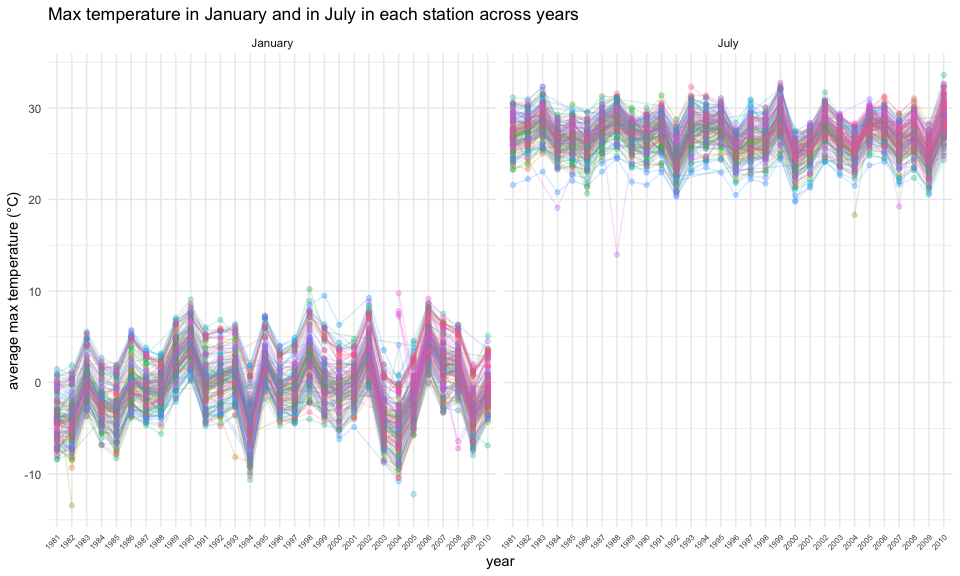 Max temperature in January and in July in each station across years
January
July
average max temperature (°C)
30
20
10
0
-10
1981 1982 1983 1984 1985 1986 1987 1988 1989 1990 1991 1992 1993 1994 1995 1996 1997 1998 1999 2000 2001 2002 2003 2004 2005 2006 2007 2008 2009 2010
1981 1982 1983 1984 1985 1986 1987 1988 1989 1990 1991 1992 1993 1994 1995 1996 1997 1998 1999 2000 2001 2002 2003 2004 2005 2006 2007 2008 2009 2010
year